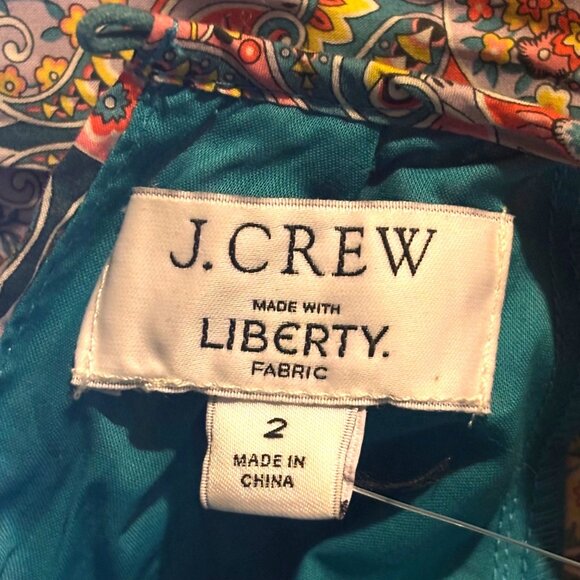 J.CREW
MADE WITH
LIBERTY.
FABRIC
2
MADE IN
CHINA